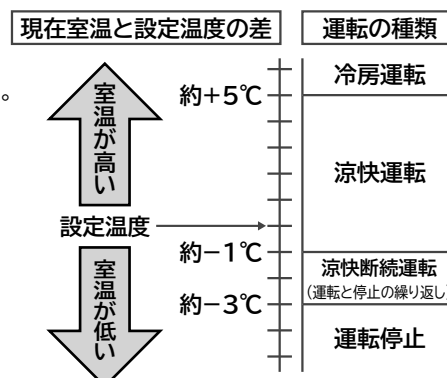 現在室温と設定温度の差
運転の種類
。
室温が高い
約+5℃
冷房運転
涼快運転
設定温度
約−1℃
室温が低い
涼快断続運転
(運転と停止の繰り返し)
約−3℃
運転停止